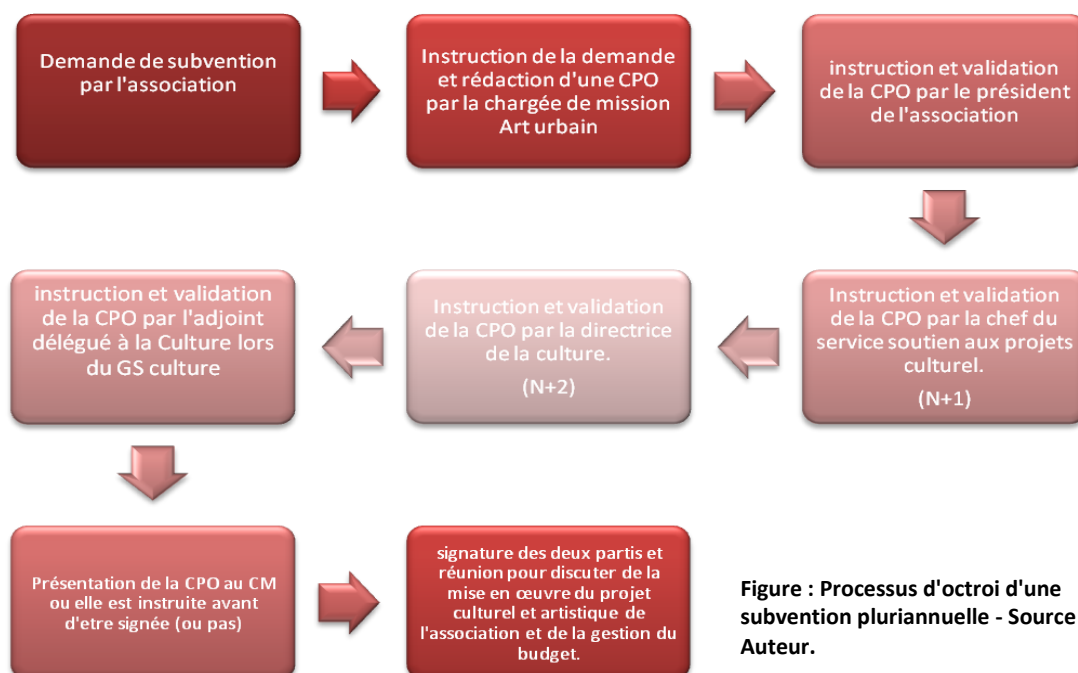 Demande de subvention
par l'association
Instruction de la demande
et rédaction d'une CPO
par la chargée de mission
Art urbain
instruction et validation
de la CPO par le président
de l'association
Instruction et validation
de la CPO par la chef du
service soutien aux projets
culturel.
(N+1)
Instruction et validation
de la CPO par la directrice
de la culture.
(N+2)
instruction et validation
de la CPO par l'adjoint
délégué à la Culture lors
du GS culture
Présentation de la CPO au CM
ou elle est instruite avant
d'etre signée (ou pas)
signature des deux partis et
réunion pour discuter de la
mise en œuvre du projet
culturel et artistique de
l'association et de la gestion du
budget.
Figure : Processus d'octroi d'une
subvention pluriannuelle - Source
Auteur.